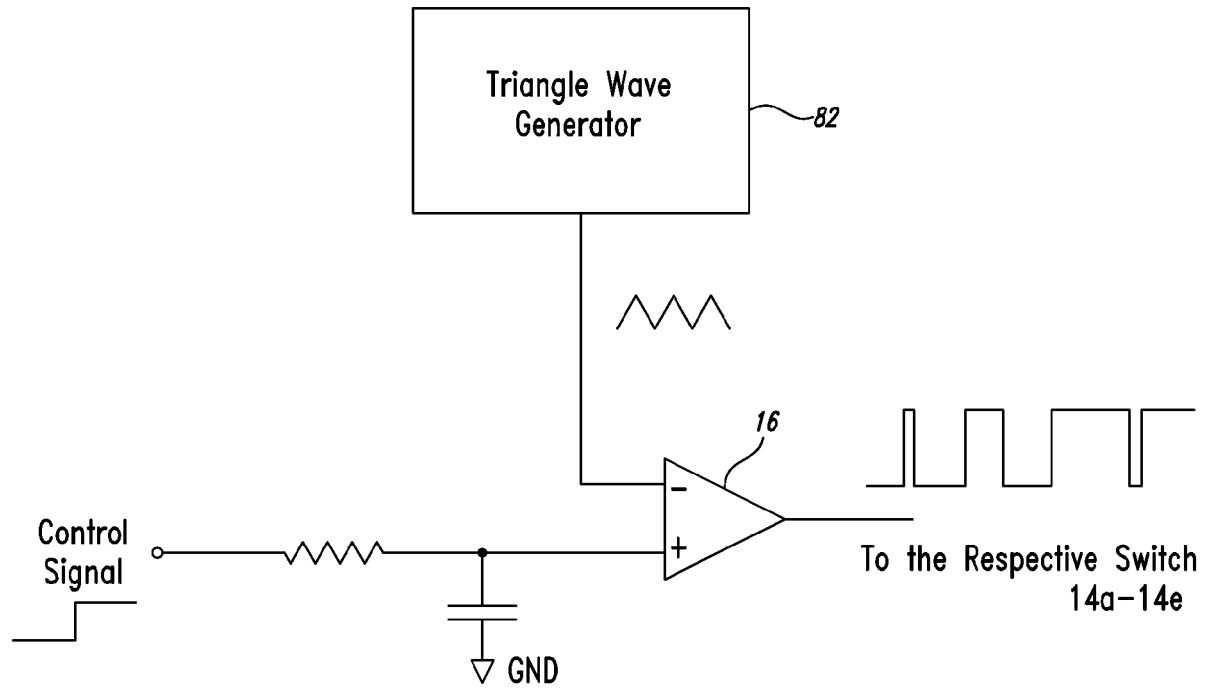 Triangle Wave
Generator
82
16
-
+
Control
Signal
GND
To the Respective Switch
14a-14e